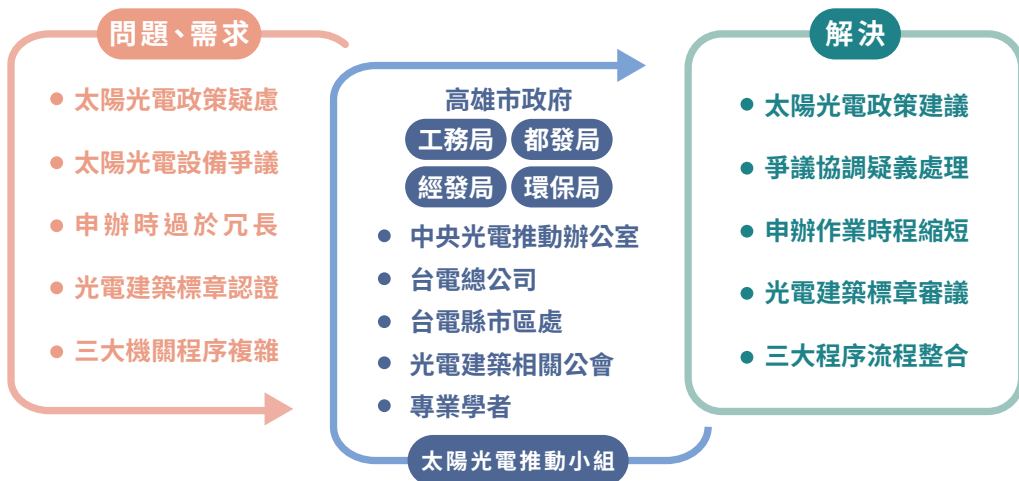 問題、需求
太陽光電政策疑慮
太陽光電設備爭議
申辦時過於冗長
光電建築標章認證
三大機關程序複雜
高雄市政府
工務局 都發局
經發局 環保局
中央光電推動辦公室
台電總公司
台電縣市區處
光電建築相關公會
專業學者
太陽光電推動小組
解決
太陽光電政策建議
爭議協調疑義處理
申辦作業時程縮短
光電建築標章審議
三大程序流程整合